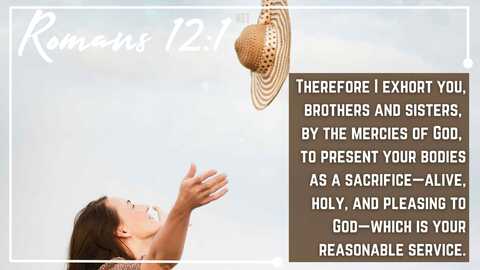 Romans 12:1
Therefore I exhort you,
brothers and sisters,
by the mercies of God,
to present your bodies
as a sacrifice—alive,
holy, and pleasing to
God—which is your
reasonable service.